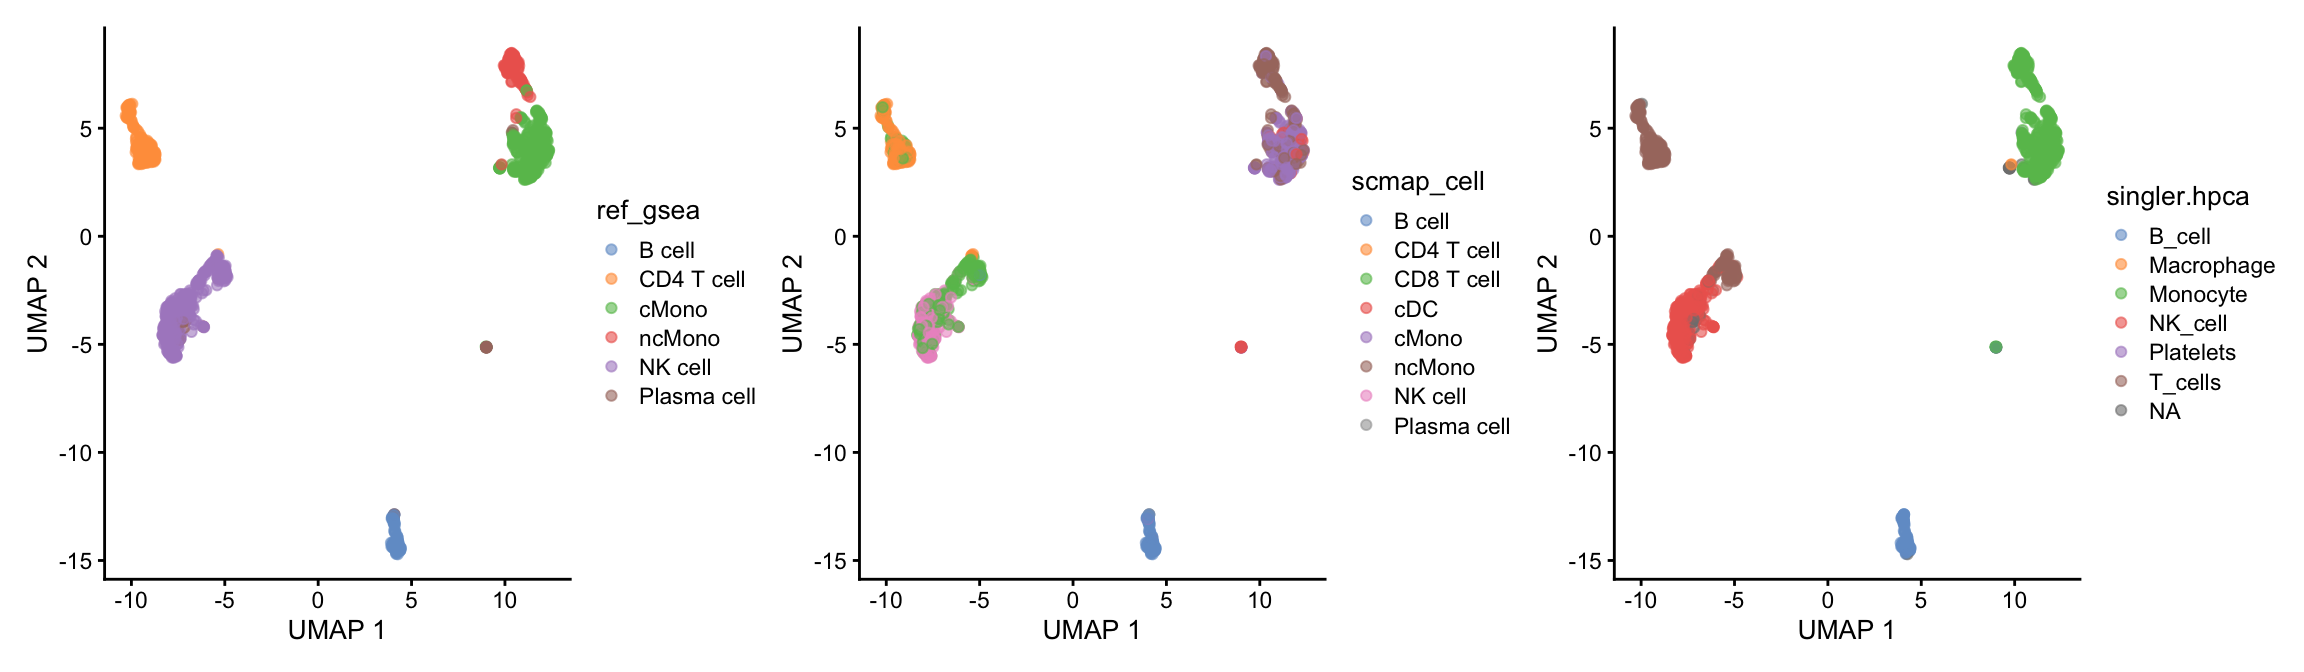 5
0
-5
-10
-15
-10
-5
0
5
10
UMAP 1
UMAP 2
ref_gsea
B cell
CD4 T cell
cMono
ncMono
NK cell
Plasma cell
5
0
-5
-10
-15
-10
-5
0
5
10
UMAP 1
UMAP 2
scmap_cell
B cell
CD4 T cell
CD8 T cell
cDC
cMono
ncMono
NK cell
Plasma cell
5
0
-5
-10
-15
-10
-5
0
5
10
UMAP 1
UMAP 2
singler.hpca
B_cell
Macrophage
Monocyte
NK_cell
Platelets
T_cells
NA